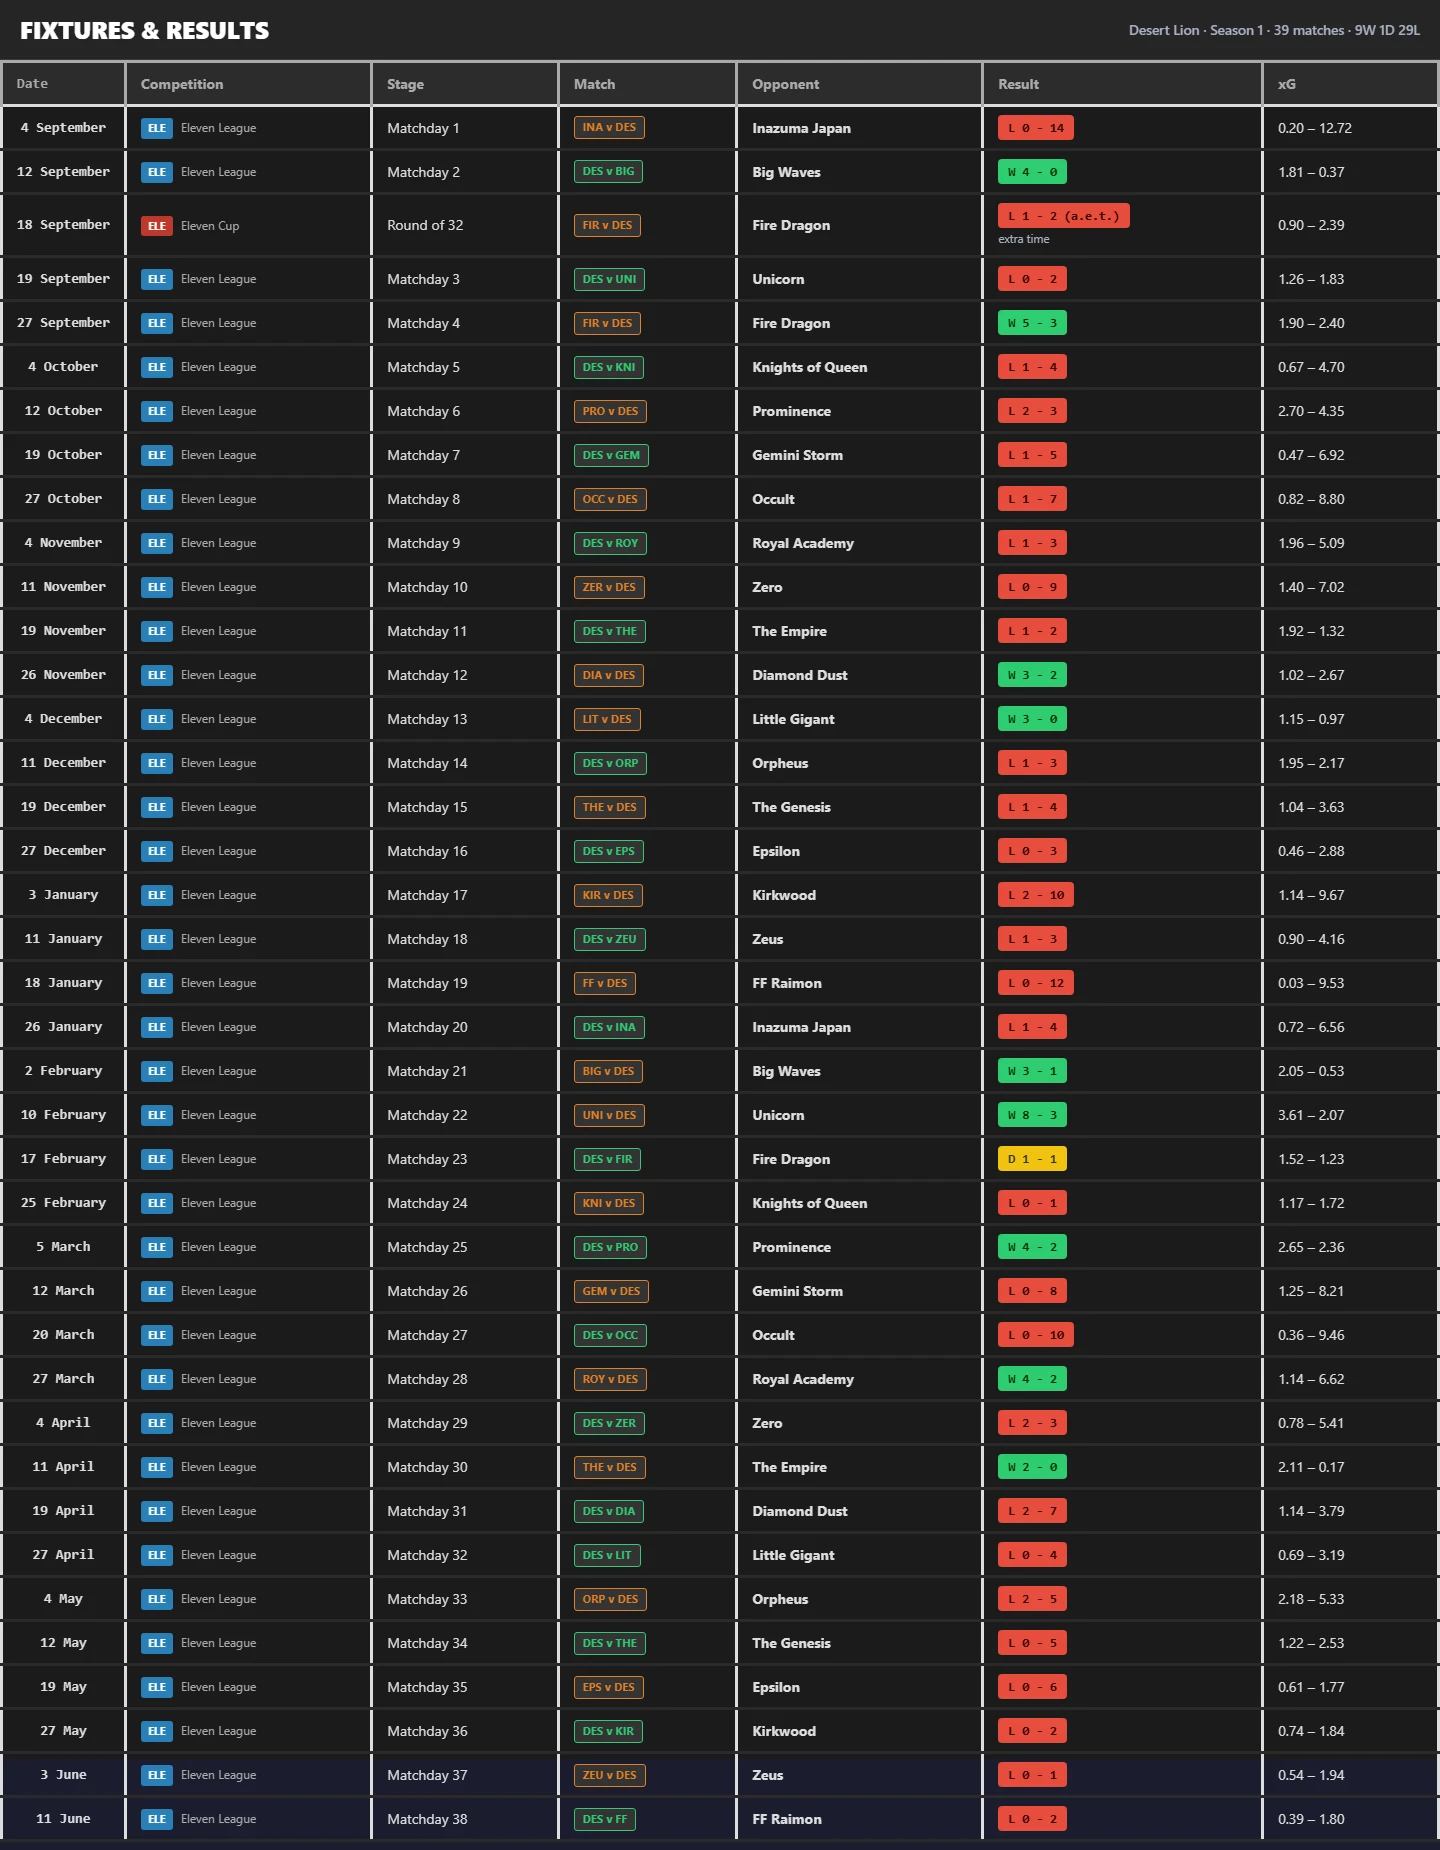 FIXTURES & RESULTS
Desert Lion · Season 1 · 39 matches · 9W 1D 29L
Date Competition Stage Match Opponent Result xG
4 September ELE Eleven League Matchday 1 INA v DES Inazuma Japan L 0 - 14 0.20 – 12.72
12 September ELE Eleven League Matchday 2 DES v BIG Big Waves W 4 - 0 1.81 – 0.37
18 September ELE Eleven Cup Round of 32 FIR v DES Fire Dragon L 1 - 2 (a.e.t.) 0.90 – 2.39
extra time
19 September ELE Eleven League Matchday 3 DES v UNI Unicorn L 0 - 2 1.26 – 1.83
27 September ELE Eleven League Matchday 4 FIR v DES Fire Dragon W 5 - 3 1.90 – 2.40
4 October ELE Eleven League Matchday 5 DES v KNI Knights of Queen L 1 - 4 0.67 – 4.70
12 October ELE Eleven League Matchday 6 PRO v DES Prominence L 2 - 3 2.70 – 4.35
19 October ELE Eleven League Matchday 7 DES v GEM Gemini Storm L 1 - 5 0.47 – 6.92
27 October ELE Eleven League Matchday 8 OCC v DES Occult L 1 - 7 0.82 – 8.80
4 November ELE Eleven League Matchday 9 DES v ROY Royal Academy L 1 - 3 1.96 – 5.09
11 November ELE Eleven League Matchday 10 ZER v DES Zero L 0 - 9 1.40 – 7.02
19 November ELE Eleven League Matchday 11 DES v THE The Empire L 1 - 2 1.92 – 1.32
26 November ELE Eleven League Matchday 12 DIA v DES Diamond Dust W 3 - 2 1.02 – 2.67
4 December ELE Eleven League Matchday 13 LIT v DES Little Gigant W 3 - 0 1.15 – 0.97
11 December ELE Eleven League Matchday 14 DES v ORP Orpheus L 1 - 3 1.95 – 2.17
19 December ELE Eleven League Matchday 15 THE v DES The Genesis L 1 - 4 1.04 – 3.63
27 December ELE Eleven League Matchday 16 DES v EPS Epsilon L 0 - 3 0.46 – 2.88
3 January ELE Eleven League Matchday 17 KIR v DES Kirkwood L 2 - 10 1.14 – 9.67
11 January ELE Eleven League Matchday 18 DES v ZEU Zeus L 1 - 3 0.90 – 4.16
18 January ELE Eleven League Matchday 19 FF v DES FF Raimon L 0 - 12 0.03 – 9.53
26 January ELE Eleven League Matchday 20 DES v INA Inazuma Japan L 1 - 4 0.72 – 6.56
2 February ELE Eleven League Matchday 21 BIG v DES Big Waves W 3 - 1 2.05 – 0.53
10 February ELE Eleven League Matchday 22 UNI v DES Unicorn W 8 - 3 3.61 – 2.07
17 February ELE Eleven League Matchday 23 DES v FIR Fire Dragon D 1 - 1 1.52 – 1.23
25 February ELE Eleven League Matchday 24 KNI v DES Knights of Queen L 0 - 1 1.17 – 1.72
5 March ELE Eleven League Matchday 25 DES v PRO Prominence W 4 - 2 2.65 – 2.36
12 March ELE Eleven League Matchday 26 GEM v DES Gemini Storm L 0 - 8 1.25 – 8.21
20 March ELE Eleven League Matchday 27 DES v OCC Occult L 0 - 10 0.36 – 9.46
27 March ELE Eleven League Matchday 28 ROY v DES Royal Academy W 4 - 2 1.14 – 6.62
4 April ELE Eleven League Matchday 29 DES v ZER Zero L 2 - 3 0.78 – 5.41
11 April ELE Eleven League Matchday 30 THE v DES The Empire W 2 - 0 2.11 – 0.17
19 April ELE Eleven League Matchday 31 DES v DIA Diamond Dust L 2 - 7 1.14 – 3.79
27 April ELE Eleven League Matchday 32 DES v LIT Little Gigant L 0 - 4 0.69 – 3.19
4 May ELE Eleven League Matchday 33 ORP v DES Orpheus L 2 - 5 2.18 – 5.33
12 May ELE Eleven League Matchday 34 DES v THE The Genesis L 0 - 5 1.22 – 2.53
19 May ELE Eleven League Matchday 35 EPS v DES Epsilon L 0 - 6 0.61 – 1.77
27 May ELE Eleven League Matchday 36 DES v KIR Kirkwood L 0 - 2 0.74 – 1.84
3 June ELE Eleven League Matchday 37 ZEU v DES Zeus L 0 - 1 0.54 – 1.94
11 June ELE Eleven League Matchday 38 DES v FF FF Raimon L 0 - 2 0.39 – 1.80